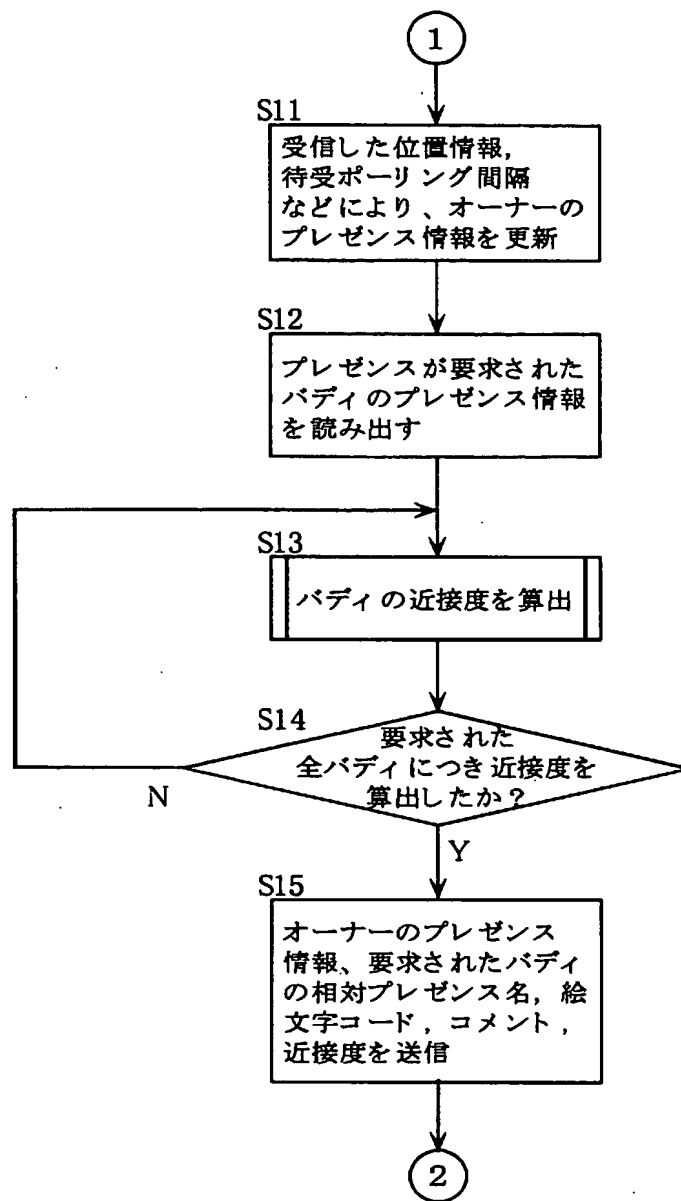 1
S11
受信した位置情報,
待受ポーリング間隔
などにより、オーナーの
プレゼンス情報を更新
S12
プレゼンスが要求された
バディのプレゼンス情報
を読み出す
S13
バディの近接度を算出
S14
要求された
全バディにつき近接度を
算出したか？
N
Y
S15
オーナーのプレゼンス
情報、要求されたバディ
の相対プレゼンス名,絵
文字コード,コメント,
近接度を送信
2